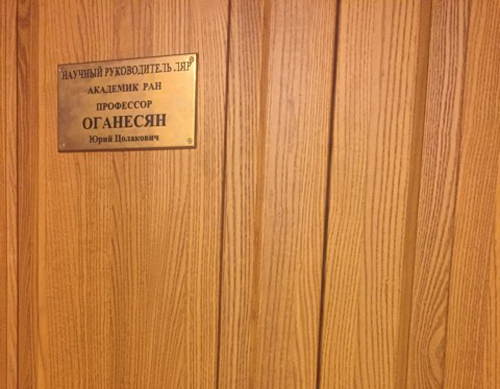 НАУЧНЫЙ РУКОВОДИТЕЛЬ ЛЯР
АКАДЕМИК РАН
ПРОФЕССОР
ОГАНЕСЯН
Юрий Цолакович